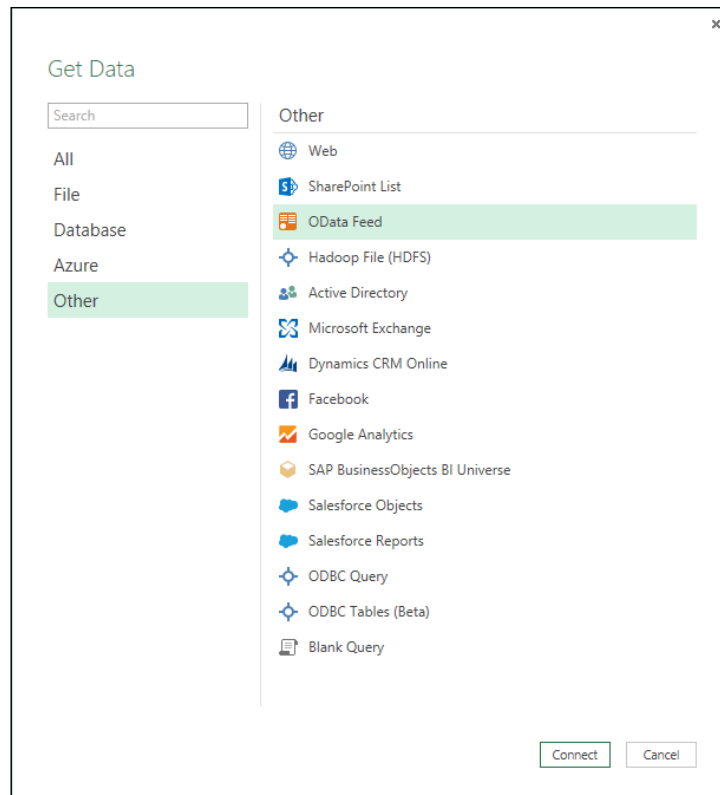 Get Data
Search
All
File
Database
Azure
Other
Other
Web
SharePoint List
OData Feed
Hadoop File (HDFS)
Active Directory
Microsoft Exchange
Dynamics CRM Online
Facebook
Google Analytics
SAP BusinessObjects BI Universe
Salesforce Objects
Salesforce Reports
ODBC Query
ODBC Tables (Beta)
Blank Query
Connect
Cancel